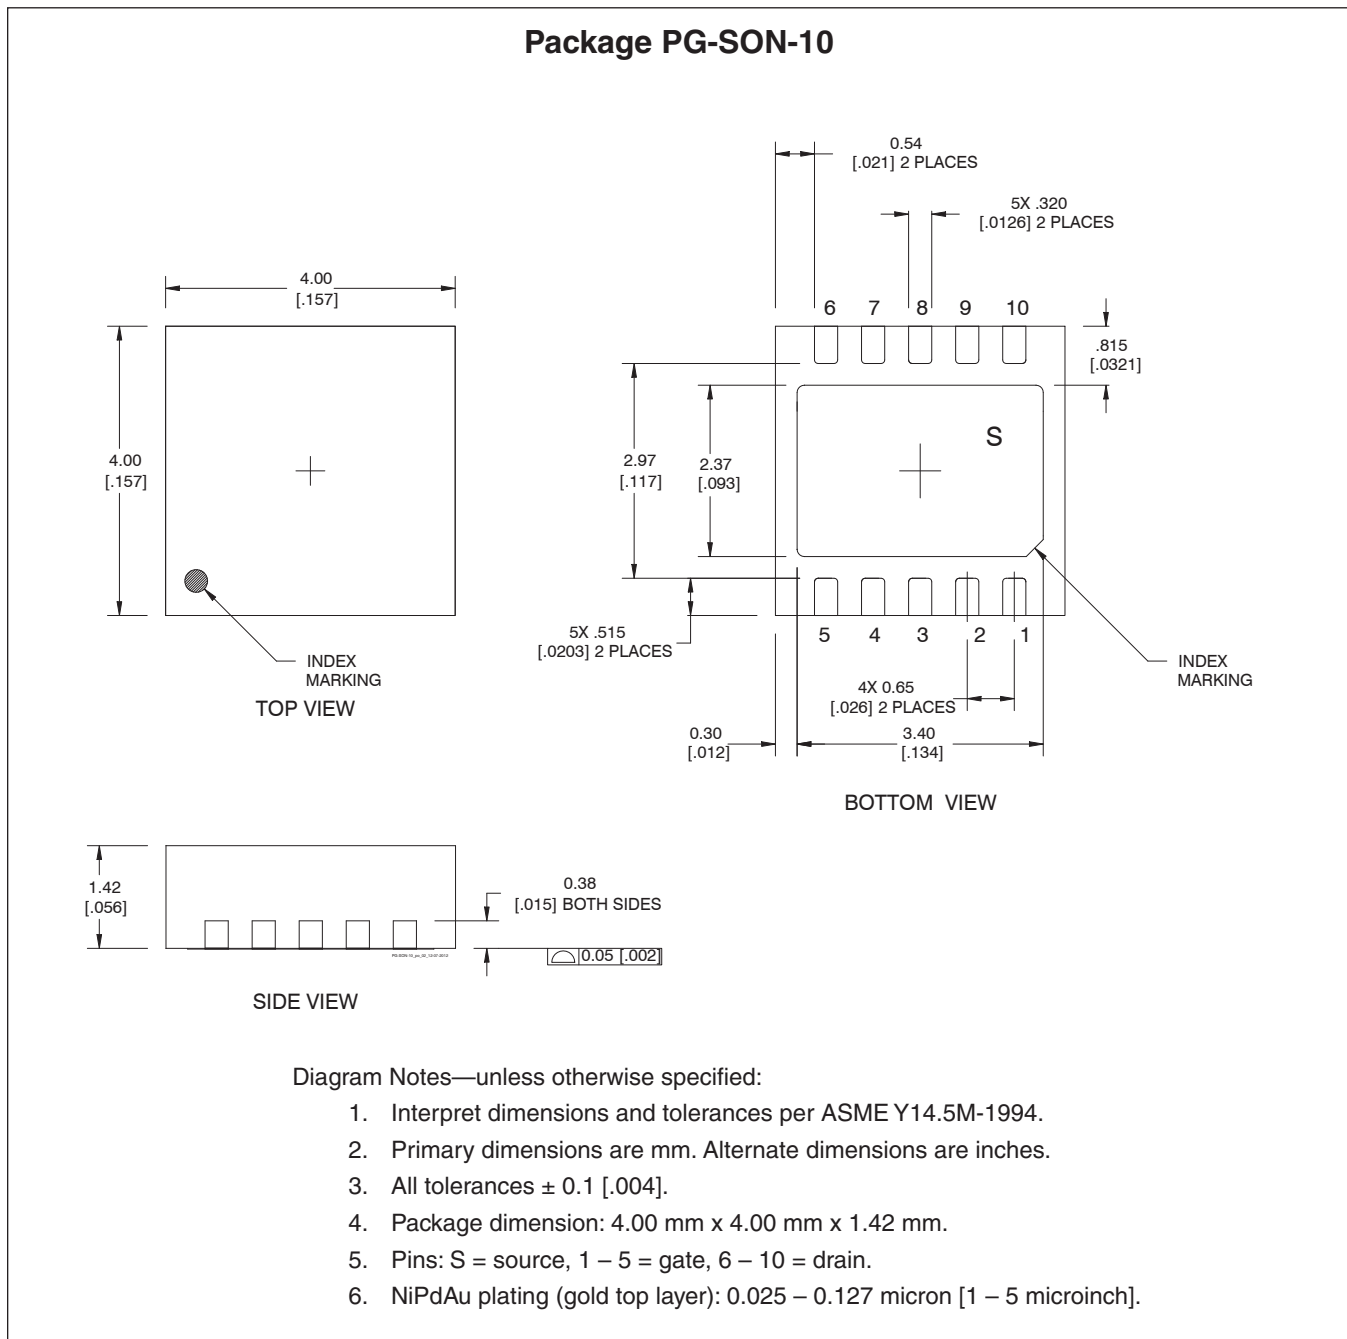 Package PG-SON-10
0.54
[.021] 2 PLACES
5X .320
[.0126] 2 PLACES
4.00
[.157]
6 7 8 9 10
.815
[.0321]
S
4.00
[.157]
2.97
[.117]
2.37
[.093]
5X .515
[.0203] 2 PLACES
5 4 3 2 1
INDEX
MARKING
TOP VIEW
INDEX
MARKING
4X 0.65
[.026] 2 PLACES
0.30
[.012]
3.40
[.134]
BOTTOM VIEW
1.42
[.056]
0.38
[.015] BOTH SIDES
0.05 [.002]
SIDE VIEW
Diagram Notes—unless otherwise specified:
1. Interpret dimensions and tolerances per ASME Y14.5M-1994.
2. Primary dimensions are mm. Alternate dimensions are inches.
3. All tolerances ± 0.1 [.004].
4. Package dimension: 4.00 mm x 4.00 mm x 1.42 mm.
5. Pins: S = source, 1 – 5 = gate, 6 – 10 = drain.
6. NiPdAu plating (gold top layer): 0.025 – 0.127 micron [1 – 5 microinch].